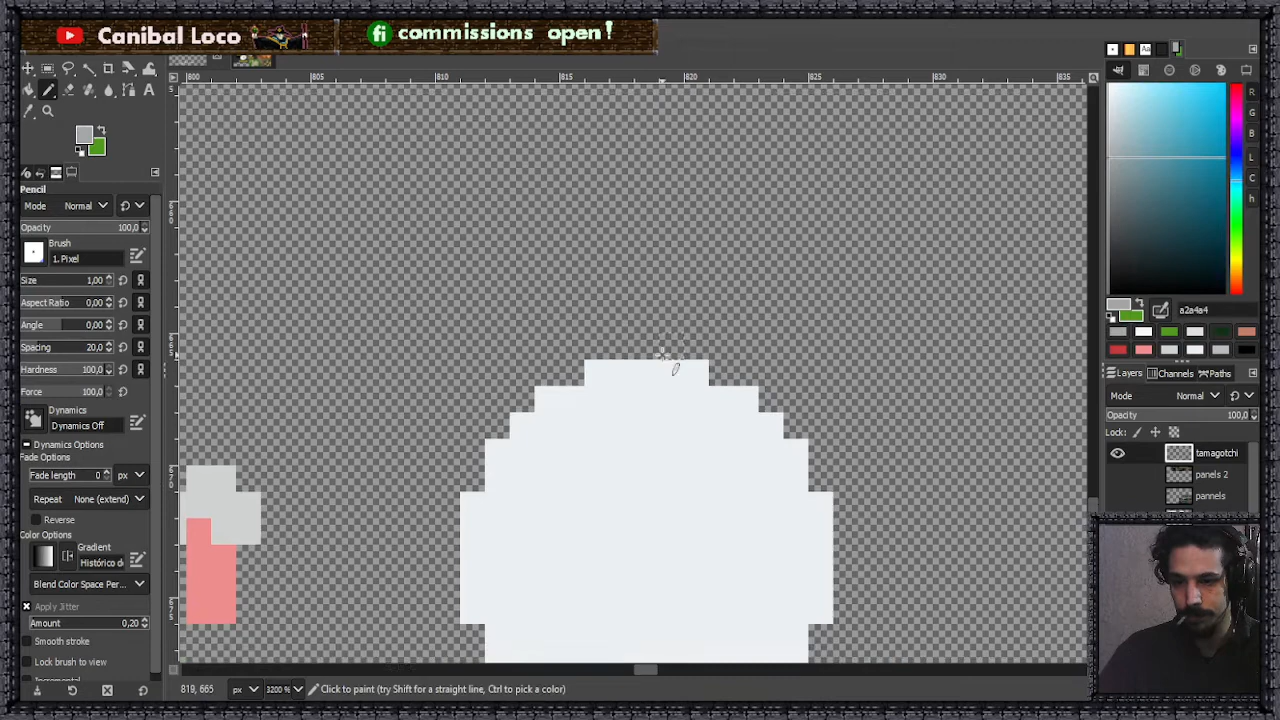 Canibal Loco
fi commissions open!
800 805 810 815 820 825 830 835
Pencil
Mode Normal
Opacity 100,0
Brush
1. Pixel
Size 1,00
Aspect Ratio 0,00
Angle 0,00
Spacing 20,0
Hardness 100,0
Force 100,0
Dynamics
Dynamics Off
Dynamics Options
Fade Options
Fade length 0 px
Repeat None (extend)
Reverse
Color Options
Gradient
Histórico d
Blend Color Space Per...
Apply Jitter
Amount 0,20
Smooth stroke
Lock brush to view
Incremental
819, 665 px 3200 % Click to paint (try Shift for a straight line, Ctrl to pick a color)
Aa
R
G
B
L
C
h
a2a4a4
Layers Channels Paths
Mode Normal
Opacity 100,0
Lock:
tamagotchi
panels 2
pannels